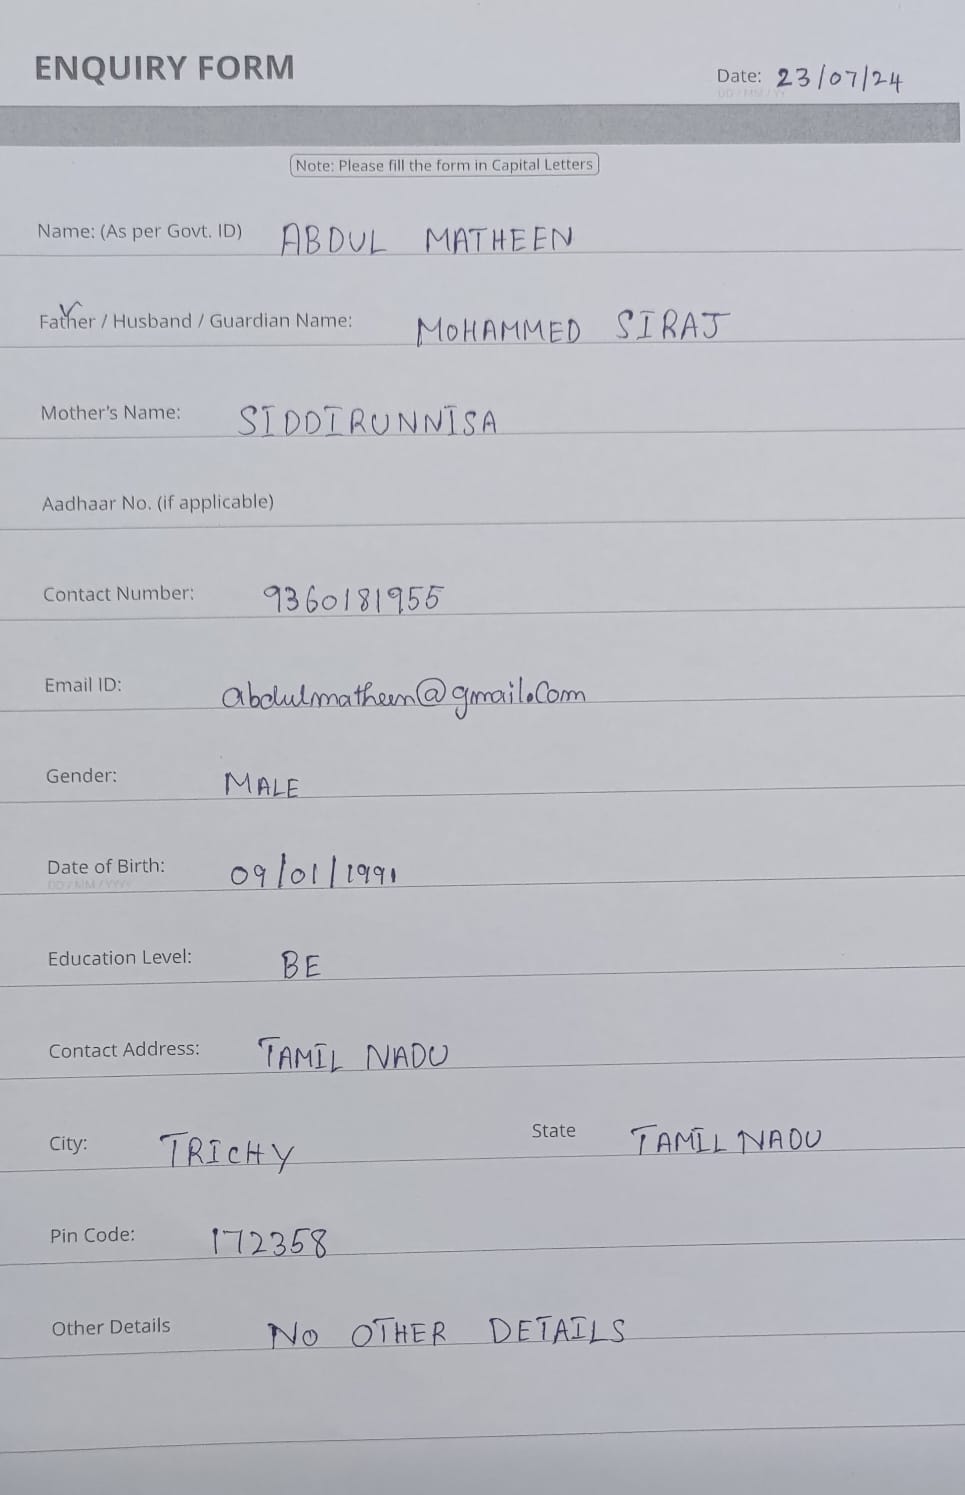 ENQUIRY FORM
Date: 23/07/24
DD / MM / YY
Note: Please fill the form in Capital Letters
Name: (As per Govt. ID) ABDUL MATHEEN
Father / Husband / Guardian Name: MOHAMMED SIRAJ
Mother's Name: SIDDIRUNNISA
Aadhaar No. (if applicable)
Contact Number: 9360181955
Email ID: abdulmatheen@gmail.Com
Gender: MALE
Date of Birth: 09/01/1991
DD / MM / YYYY
Education Level: BE
Contact Address: TAMIL NADU
City: TRICHY State TAMIL NADU
Pin Code: 172358
Other Details NO OTHER DETAILS